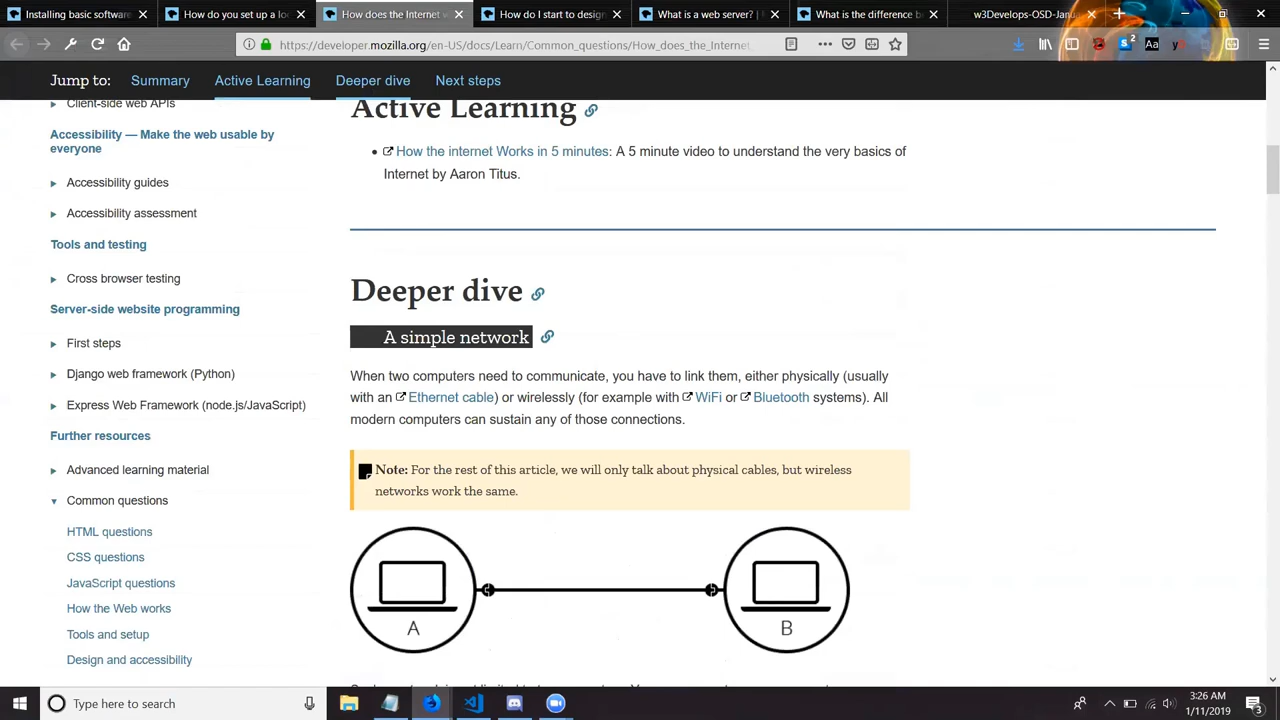 Installing basic software
How do you set up a lo
How does the Internet w
How do I start to design
What is a web server? |
What is the difference be
w3Develops-OSD-Janu
https://developer.mozilla.org/en-US/docs/Learn/Common_questions/How_does_the_Internet_
2
Aa
Jump to: Summary Active Learning Deeper dive Next steps
Client-side web APIs
Accessibility — Make the web usable by
everyone
Accessibility guides
Accessibility assessment
Tools and testing
Cross browser testing
Server-side website programming
First steps
Django web framework (Python)
Express Web Framework (node.js/JavaScript)
Further resources
Advanced learning material
Common questions
HTML questions
CSS questions
JavaScript questions
How the Web works
Tools and setup
Design and accessibility
Active Learning
How the internet Works in 5 minutes: A 5 minute video to understand the very basics of
Internet by Aaron Titus.
Deeper dive
A simple network
When two computers need to communicate, you have to link them, either physically (usually
with an Ethernet cable) or wirelessly (for example with WiFi or Bluetooth systems). All
modern computers can sustain any of those connections.
Note: For the rest of this article, we will only talk about physical cables, but wireless
networks work the same.
A
B
Type here to search
3:26 AM
1/11/2019
3